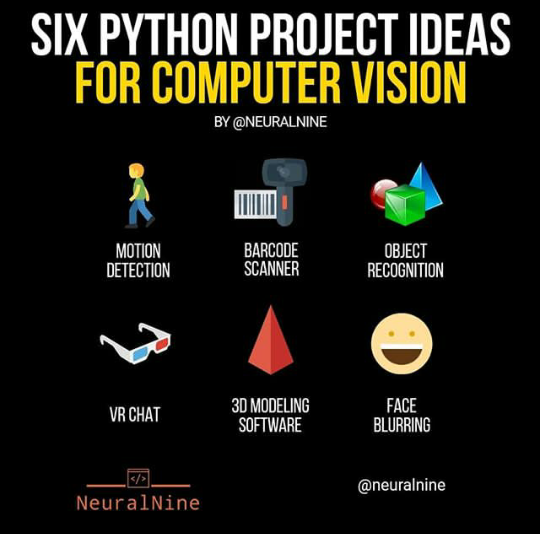 SIX PYTHON PROJECT IDEAS
FOR COMPUTER VISION
BY @NEURALNINE
MOTION
DETECTION
BARCODE
SCANNER
OBJECT
RECOGNITION
VR CHAT
3D MODELING
SOFTWARE
FACE
BLURRING
</>
NeuralNine
@neuralnine